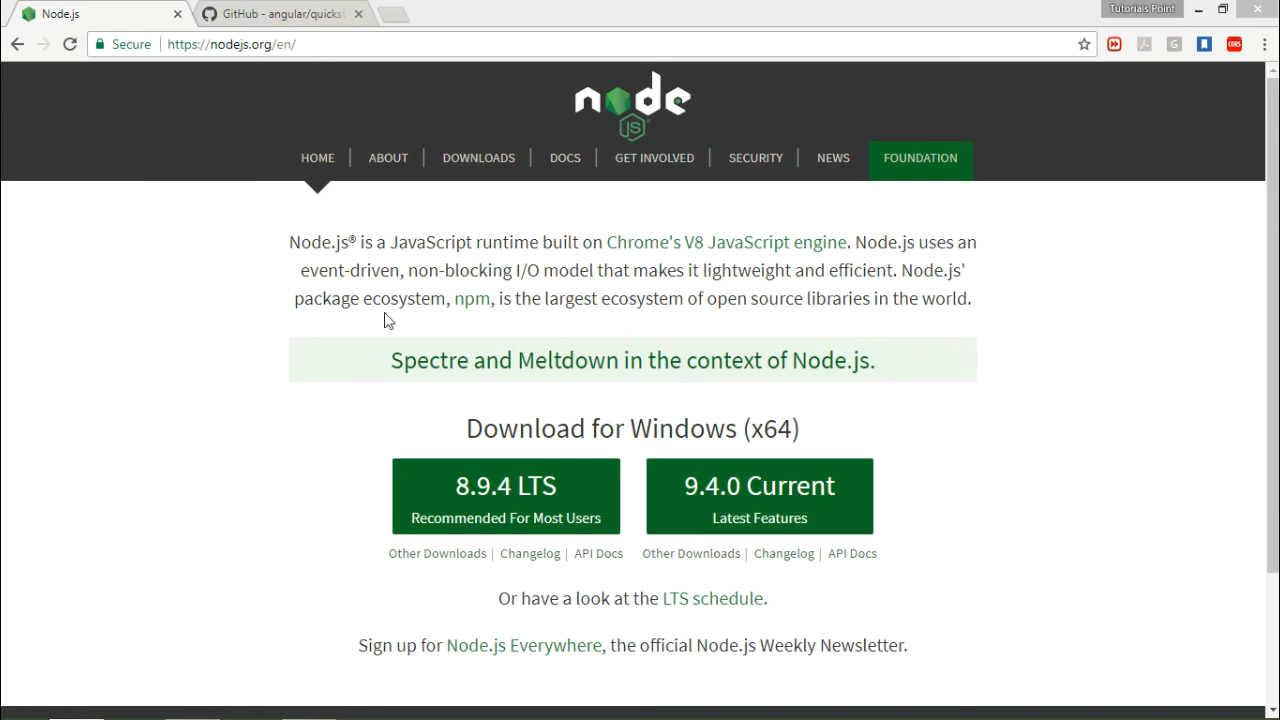 Node.js
GitHub - angular/quickst
Tutorials Point
Secure
https://nodejs.org/en/
CORS
node
JS
HOME
ABOUT
DOWNLOADS
DOCS
GET INVOLVED
SECURITY
NEWS
FOUNDATION
Node.js® is a JavaScript runtime built on Chrome's V8 JavaScript engine. Node.js uses an
event-driven, non-blocking I/O model that makes it lightweight and efficient. Node.js'
package ecosystem, npm, is the largest ecosystem of open source libraries in the world.
Spectre and Meltdown in the context of Node.js.
Download for Windows (x64)
8.9.4 LTS
Recommended For Most Users
9.4.0 Current
Latest Features
Other Downloads | Changelog | API Docs
Other Downloads | Changelog | API Docs
Or have a look at the LTS schedule.
Sign up for Node.js Everywhere, the official Node.js Weekly Newsletter.